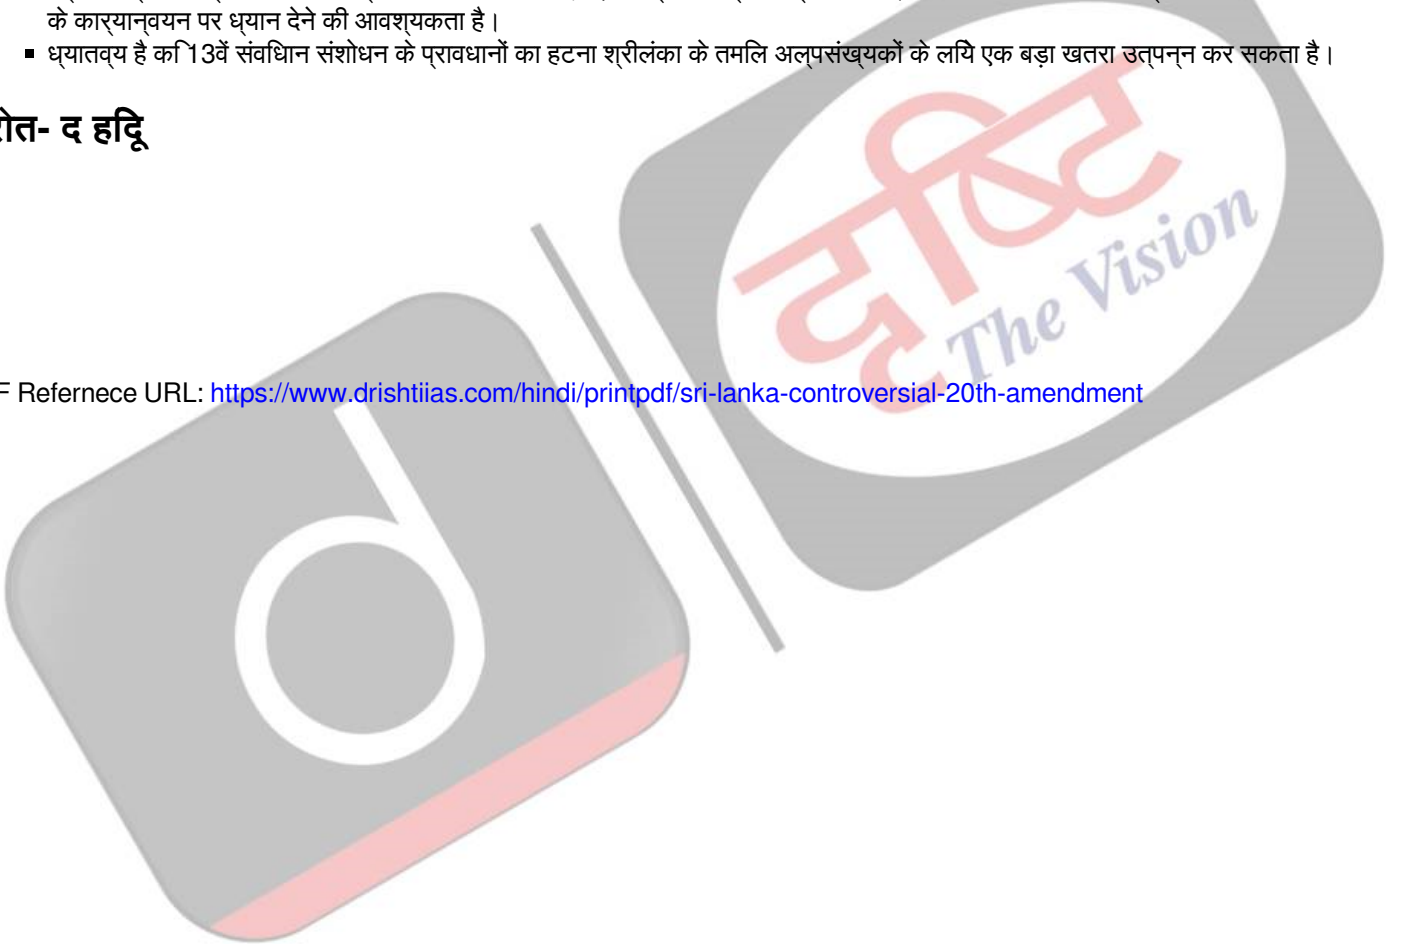 के कार्यान्वयन पर ध्यान देने की आवश्यकता है।
▪ ध्यातव्य है कि 13वें संविधान संशोधन के प्रावधानों का हटना श्रीलंका के तमिल अल्पसंख्यकों के लिये एक बड़ा खतरा उत्पन्न कर सकता है।
रोत- द हिंदू
दृष्टि
The Vision
F Refernece URL: https://www.drishtiias.com/hindi/printpdf/sri-lanka-controversial-20th-amendment